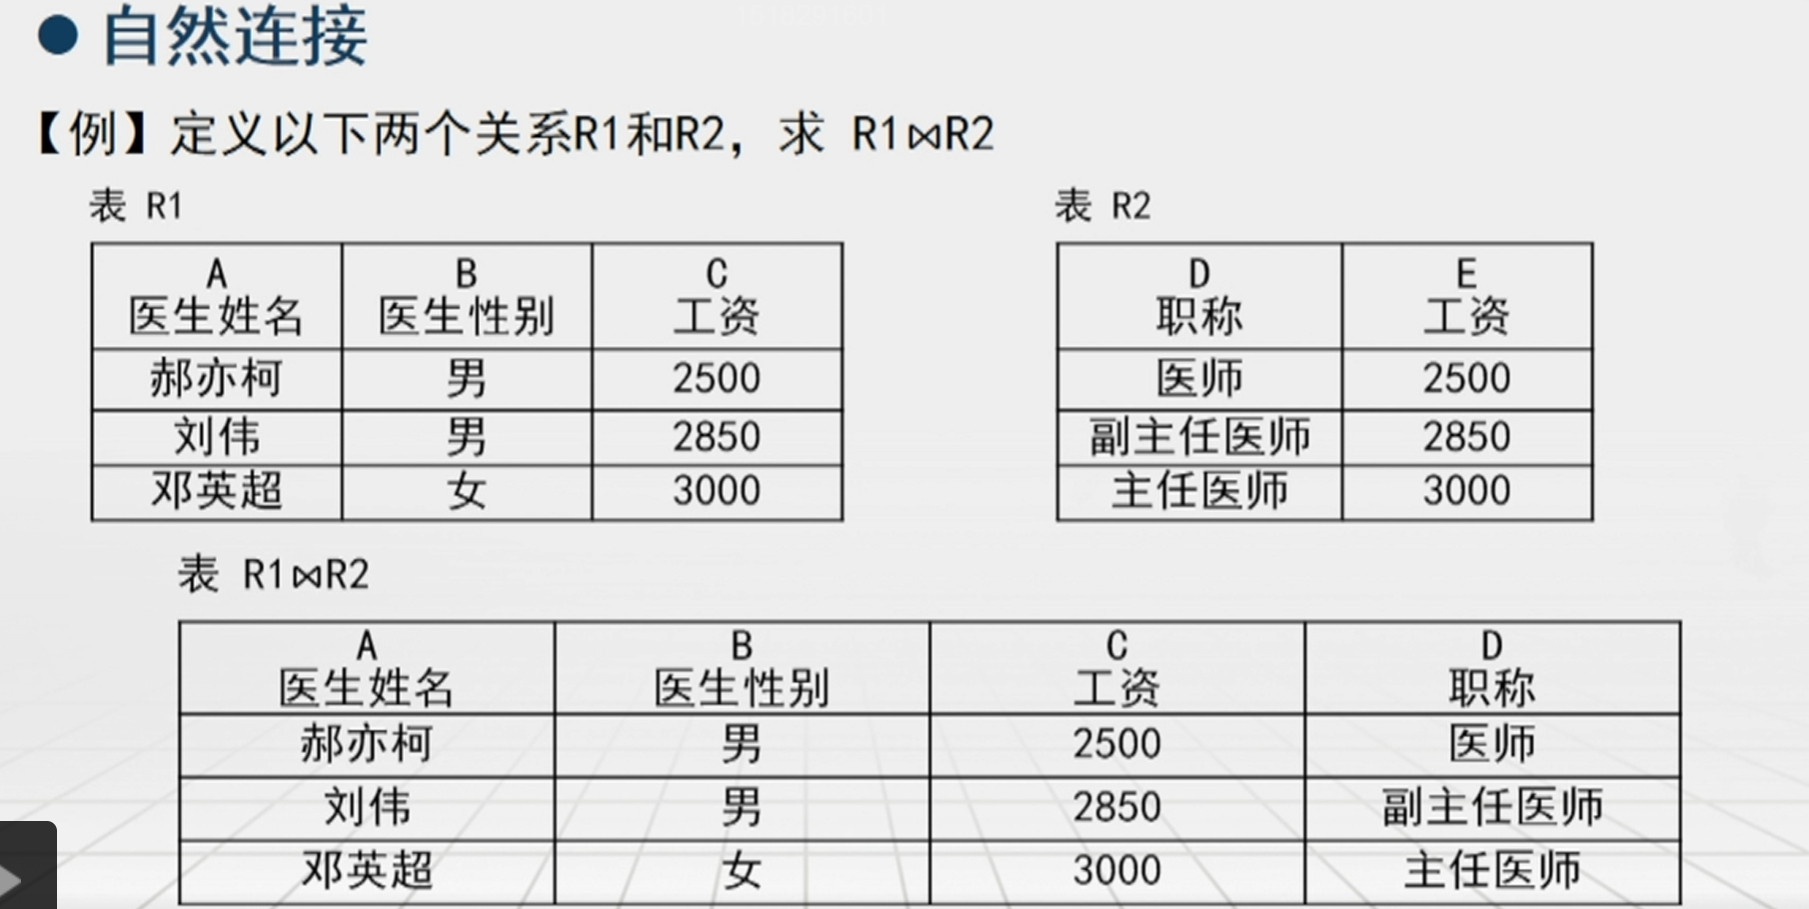 ● 自然连接
【例】定义以下两个关系R1和R2，求 R1⋈R2
表 R1
A B C
医生姓名 医生性别 工资
郝亦柯 男 2500
刘伟 男 2850
邓英超 女 3000
表 R2
D E
职称 工资
医师 2500
副主任医师 2850
主任医师 3000
表 R1⋈R2
A B C D
医生姓名 医生性别 工资 职称
郝亦柯 男 2500 医师
刘伟 男 2850 副主任医师
邓英超 女 3000 主任医师